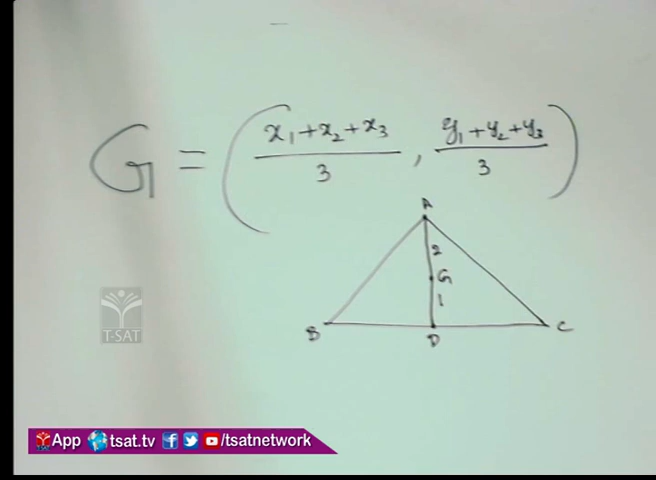 G = ( x₁+x₂+x₃ / 3 , y₁+y₂+y₃ / 3 )
A
2
G
1
B D C
T-SAT
App tsat.tv /tsatnetwork